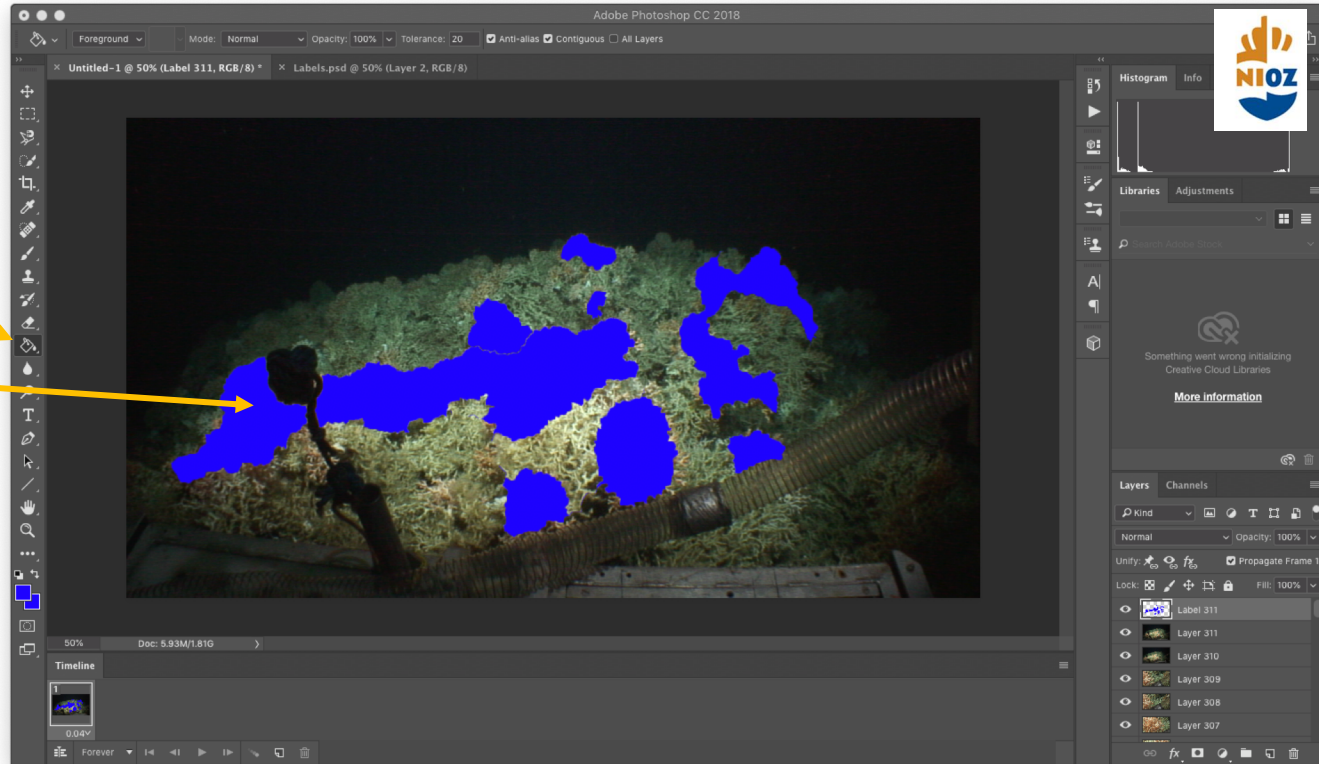 Adobe Photoshop CC 2018
Foreground Mode: Normal Opacity: 100% Tolerance: 20 Anti-alias Contiguous All Layers
× Untitled-1 @ 50% (Label 311, RGB/8) * × Labels.psd @ 50% (Layer 2, RGB/8)
NIOZ
Histogram Info
Libraries Adjustments
Search Adobe Stock
Something went wrong initializing
Creative Cloud Libraries
More information
50% Doc: 5.93M/1.81G
Timeline
1
0.04
Forever
Layers Channels
Kind
Normal Opacity: 100%
Unify: Propagate Frame 1
Lock: Fill: 100%
Label 311
Layer 311
Layer 310
Layer 309
Layer 308
Layer 307
fx